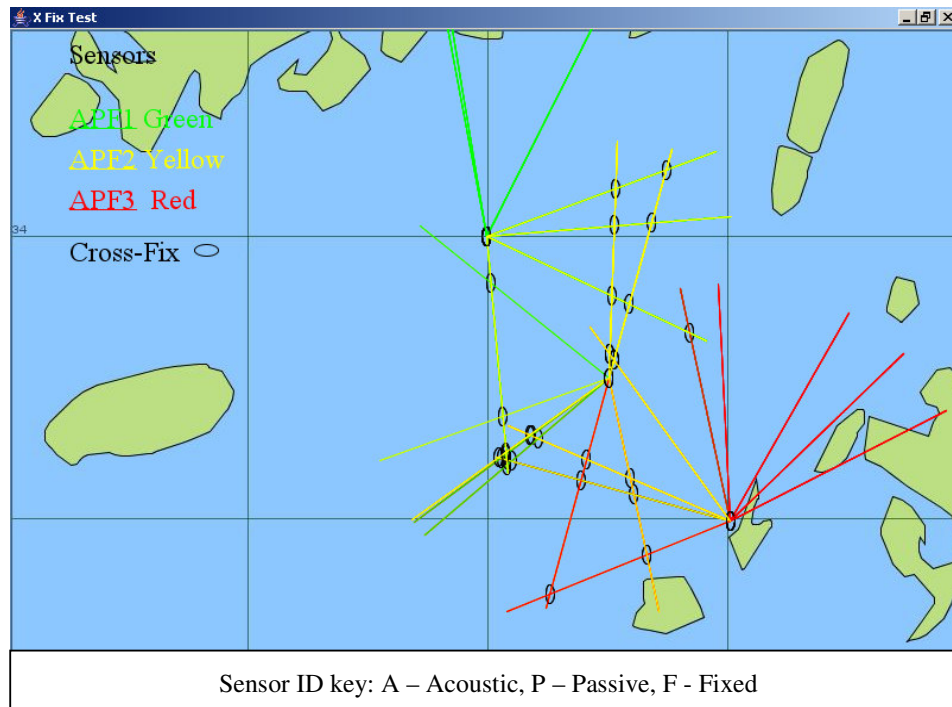 X Fix Test
Sensors
APF1 Green
APF2 Yellow
APF3 Red
34
Cross-Fix
Sensor ID key: A – Acoustic, P – Passive, F - Fixed